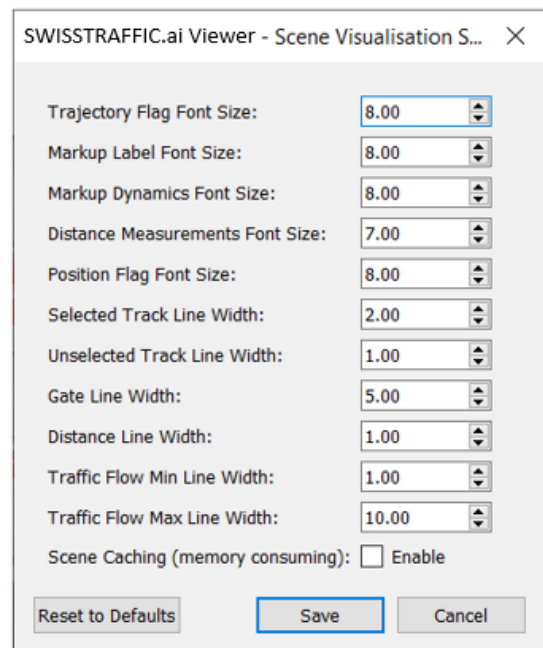 SWISSTRAFFIC.ai Viewer - Scene Visualisation S...
Trajectory Flag Font Size: 8.00
Markup Label Font Size: 8.00
Markup Dynamics Font Size: 8.00
Distance Measurements Font Size: 7.00
Position Flag Font Size: 8.00
Selected Track Line Width: 2.00
Unselected Track Line Width: 1.00
Gate Line Width: 5.00
Distance Line Width: 1.00
Traffic Flow Min Line Width: 1.00
Traffic Flow Max Line Width: 10.00
Scene Caching (memory consuming): Enable
Reset to Defaults Save Cancel